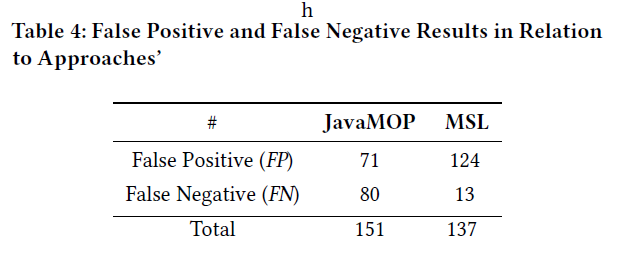 h
Table 4: False Positive and False Negative Results in Relation
to Approaches’
# JavaMOP MSL
False Positive (FP) 71 124
False Negative (FN) 80 13
Total 151 137